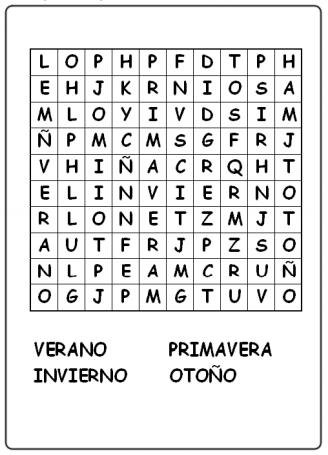 L O P H P F D T P H
E H J K R N I O S A
M L O Y I V D S I M
Ñ P M C M S G F R J
V H I Ñ A C R Q H T
E L I N V I E R N O
R L O N E T Z M J T
A U T F R J P Z S O
N L P E A M C R U Ñ
O G J P M G T U V O
VERANO PRIMAVERA
INVIERNO OTOÑO